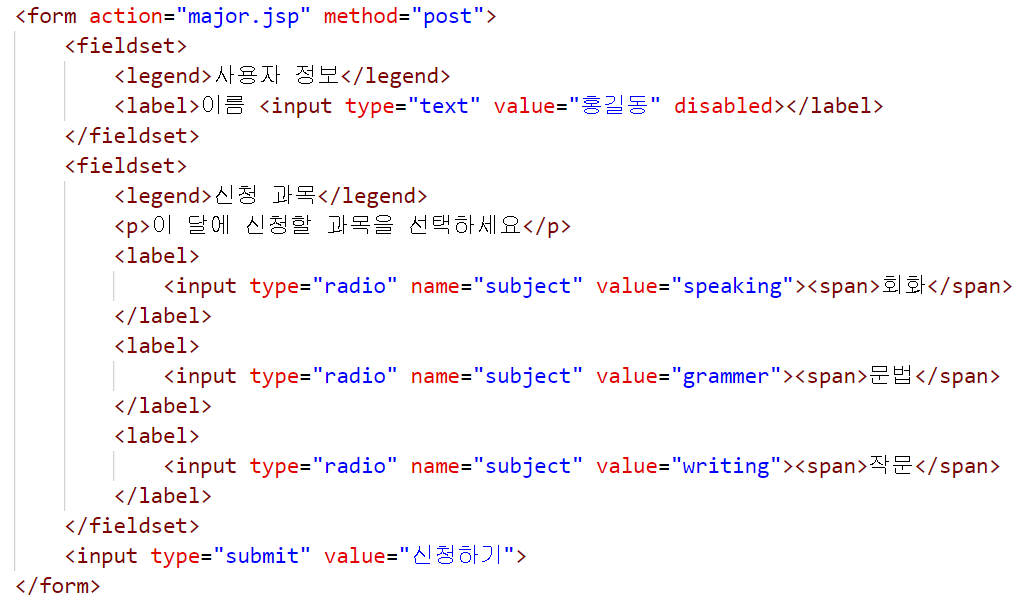 <form action="major.jsp" method="post">
<fieldset>
<legend>사용자 정보</legend>
<label>이름 <input type="text" value="홍길동" disabled></label>
</fieldset>
<fieldset>
<legend>신청 과목</legend>
<p>이 달에 신청할 과목을 선택하세요</p>
<label>
<input type="radio" name="subject" value="speaking"><span>회화</span>
</label>
<label>
<input type="radio" name="subject" value="grammer"><span>문법</span>
</label>
<label>
<input type="radio" name="subject" value="writing"><span>작문</span>
</label>
</fieldset>
<input type="submit" value="신청하기">
</form>